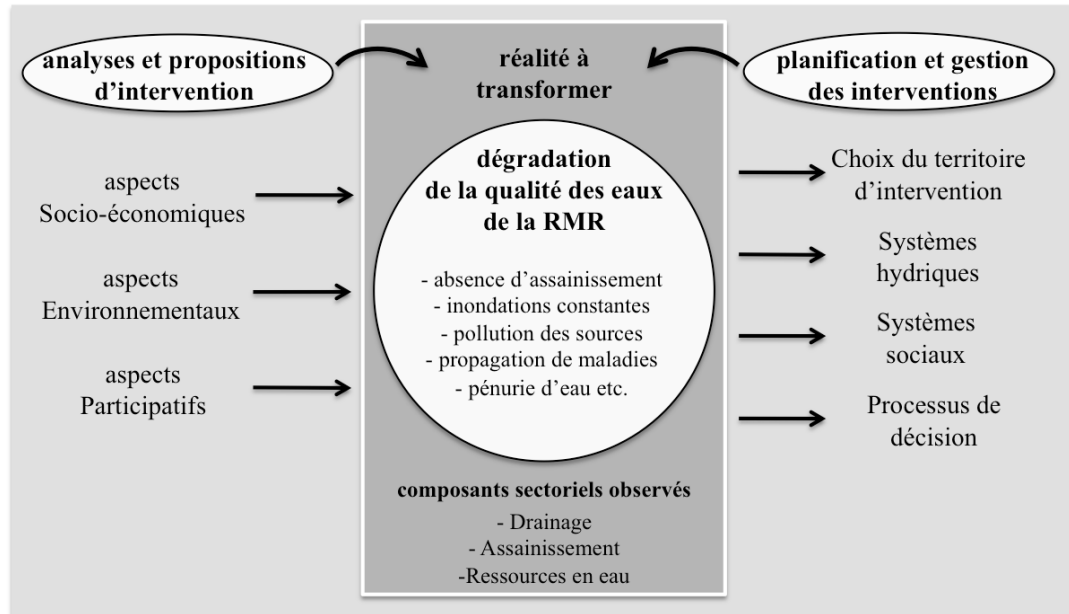 analyses et propositions
d'intervention
aspects
Socio-économiques
aspects
Environnementaux
aspects
Participatifs
réalité à
transformer
dégradation
de la qualité des eaux
de la RMR
- absence d'assainissement
- inondations constantes
- pollution des sources
- propagation de maladies
- pénurie d'eau etc.
composants sectoriels observés
- Drainage
- Assainissement
-Ressources en eau
planification et gestion
des interventions
Choix du territoire
d'intervention
Systèmes
hydriques
Systèmes
sociaux
Processus de
décision